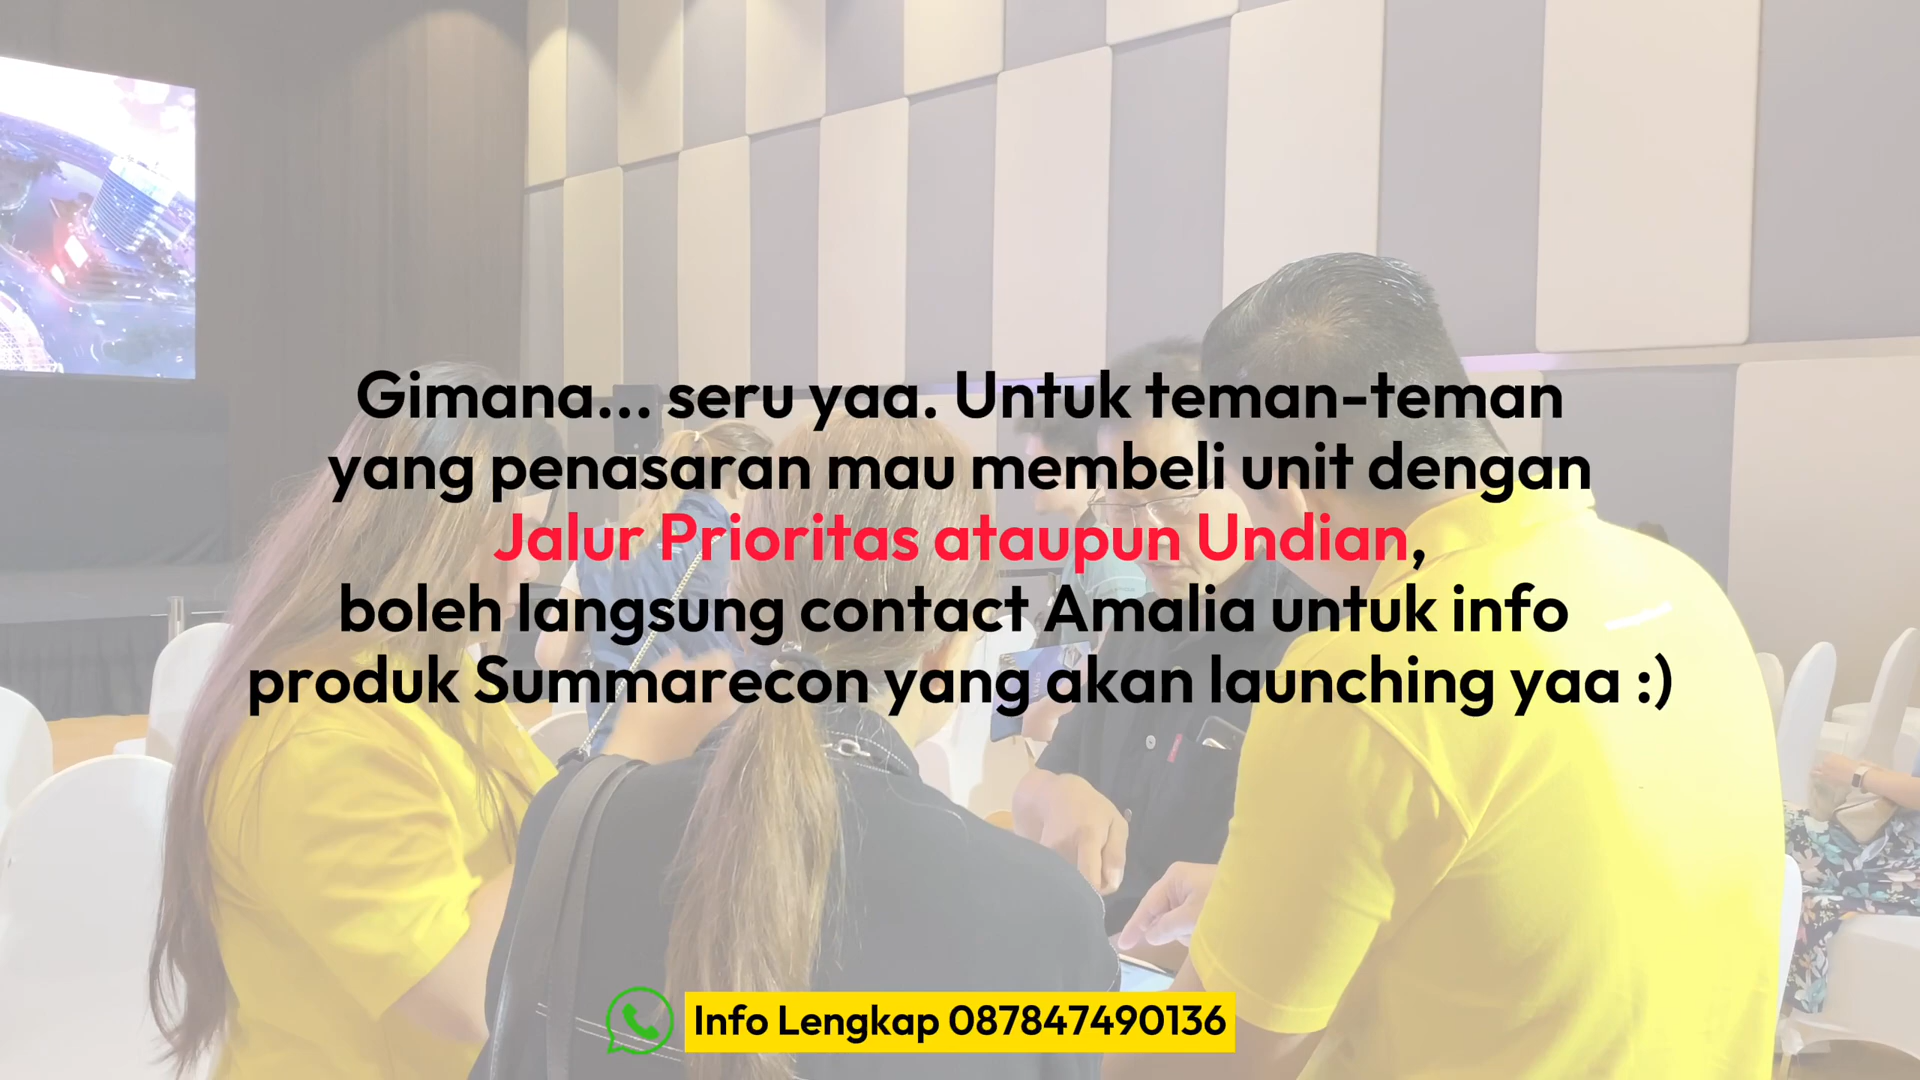 Gimana... seru yaa. Untuk teman-teman
yang penasaran mau membeli unit dengan
Jalur Prioritas ataupun Undian,
boleh langsung contact Amalia untuk info
produk Summarecon yang akan launching yaa :)
Info Lengkap 087847490136